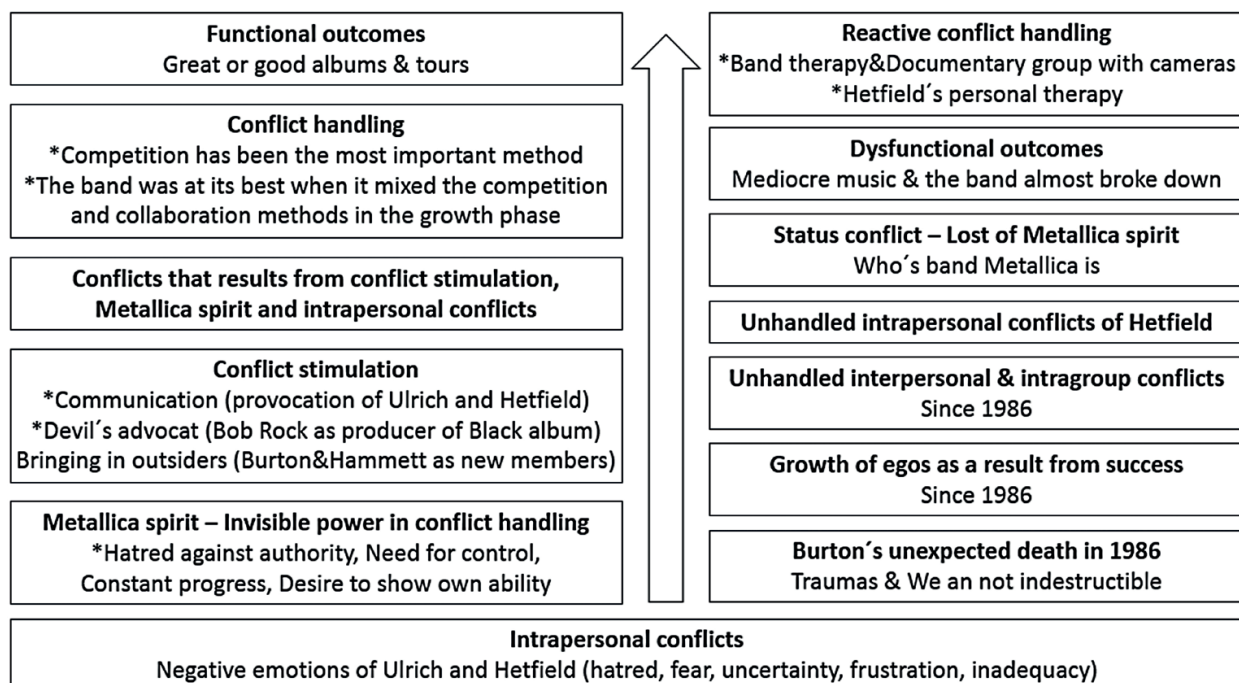 Functional outcomes
Great or good albums & tours
Conflict handling
*Competition has been the most important method
*The band was at its best when it mixed the competition
and collaboration methods in the growth phase
Conflicts that results from conflict stimulation,
Metallica spirit and intrapersonal conflicts
Conflict stimulation
*Communication (provocation of Ulrich and Hetfield)
*Devil´s advocat (Bob Rock as producer of Black album)
Bringing in outsiders (Burton&Hammett as new members)
Metallica spirit – Invisible power in conflict handling
*Hatred against authority, Need for control,
Constant progress, Desire to show own ability
Reactive conflict handling
*Band therapy&Documentary group with cameras
*Hetfield´s personal therapy
Dysfunctional outcomes
Mediocre music & the band almost broke down
Status conflict – Lost of Metallica spirit
Who´s band Metallica is
Unhandled intrapersonal conflicts of Hetfield
Unhandled interpersonal & intragroup conflicts
Since 1986
Growth of egos as a result from success
Since 1986
Burton´s unexpected death in 1986
Traumas & We an not indestructible
Intrapersonal conflicts
Negative emotions of Ulrich and Hetfield (hatred, fear, uncertainty, frustration, inadequacy)